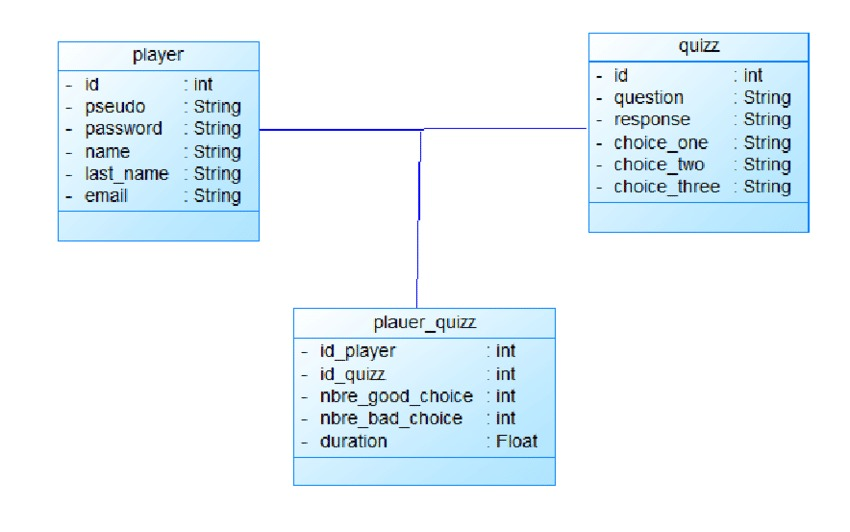 player
- id : int
- pseudo : String
- password : String
- name : String
- last_name : String
- email : String
quizz
- id : int
- question : String
- response : String
- choice_one : String
- choice_two : String
- choice_three : String
plauer_quizz
- id_player : int
- id_quizz : int
- nbre_good_choice : int
- nbre_bad_choice : int
- duration : Float